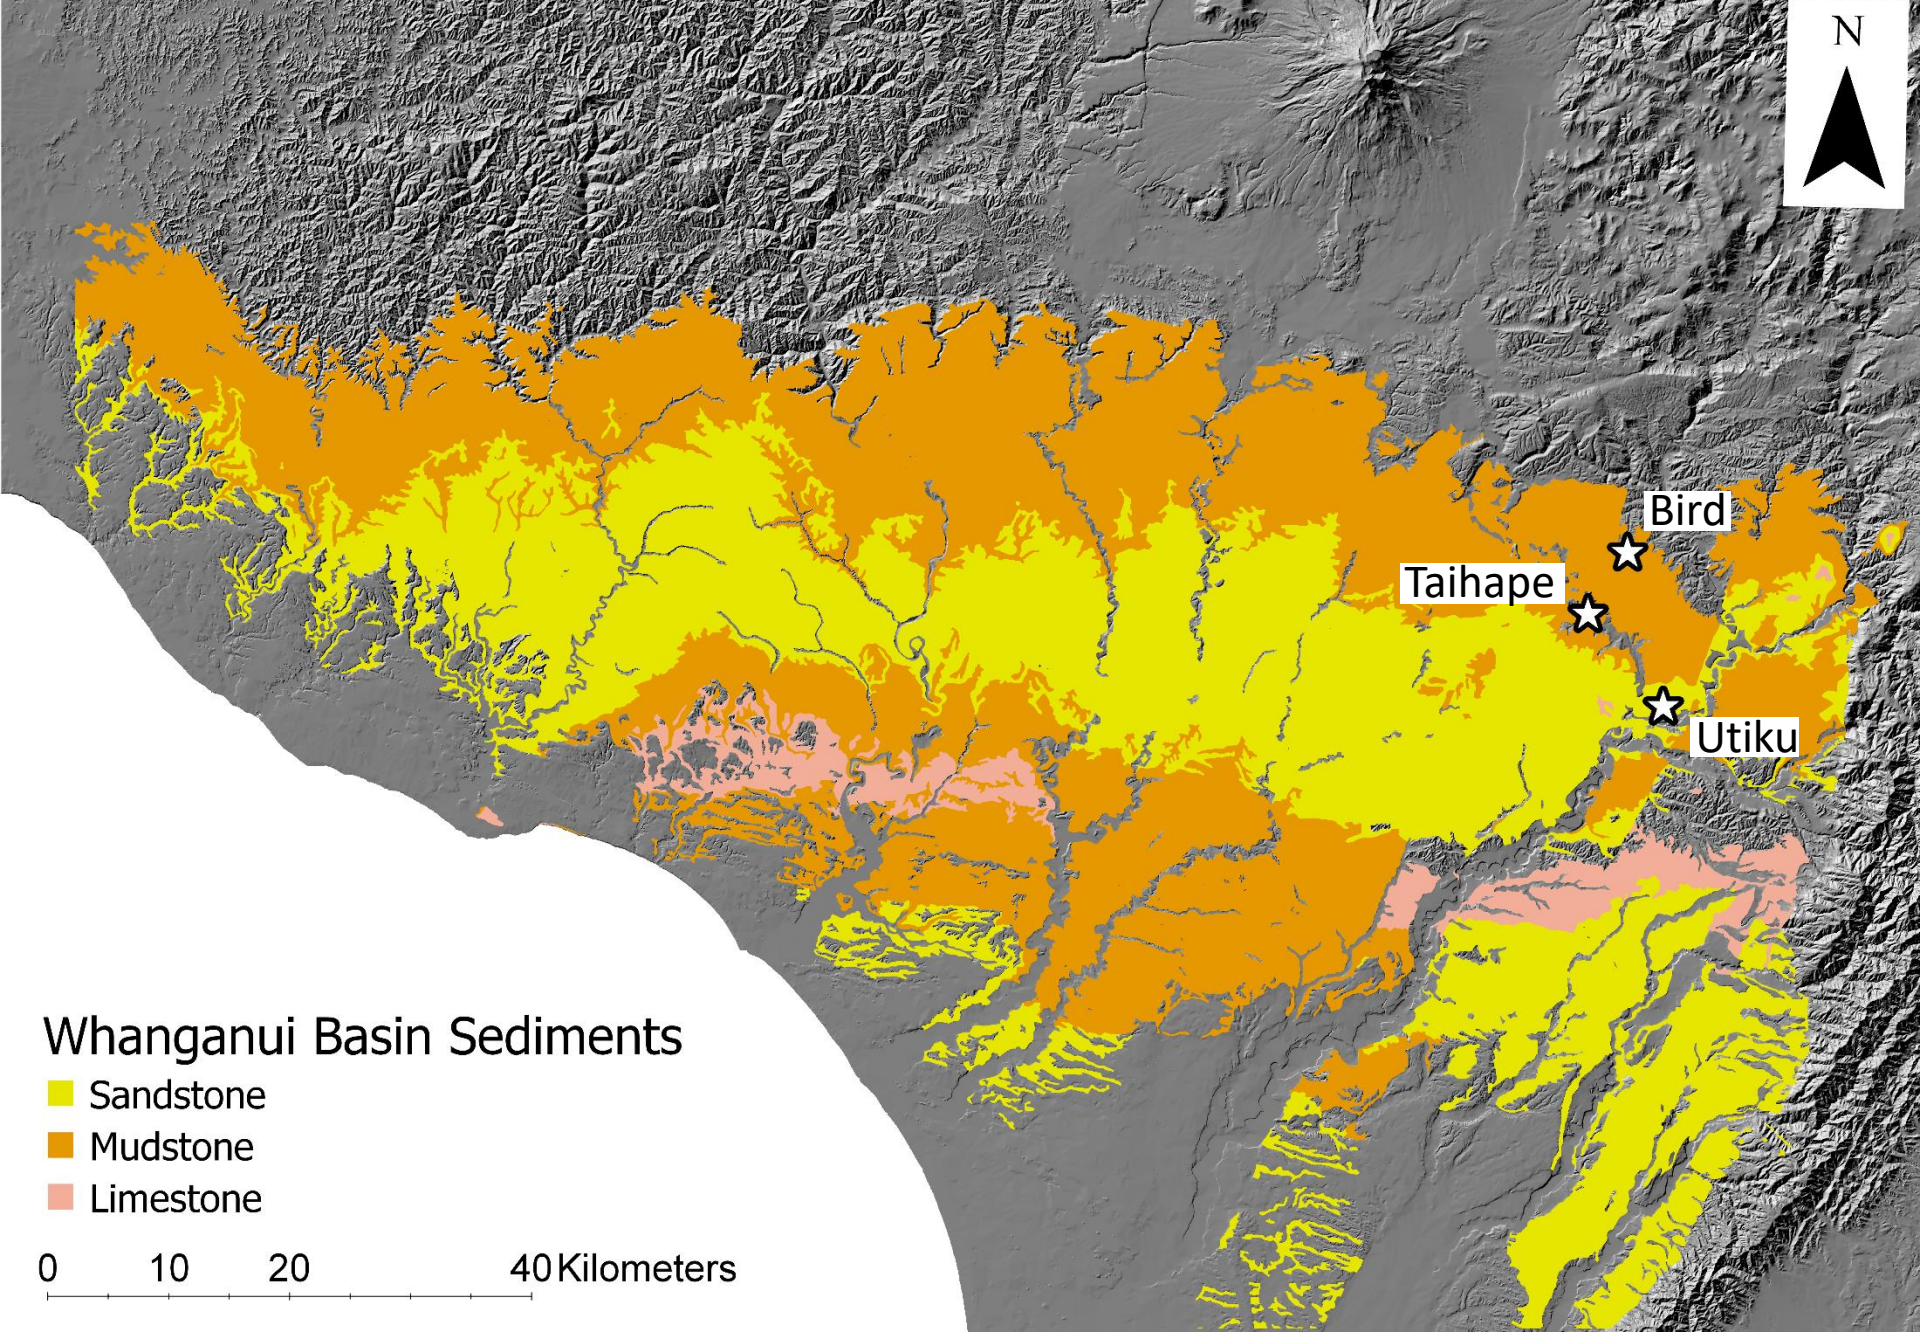 N
Bird
Taihape
Utiku
Whanganui Basin Sediments
Sandstone
Mudstone
Limestone
0 10 20 40 Kilometers